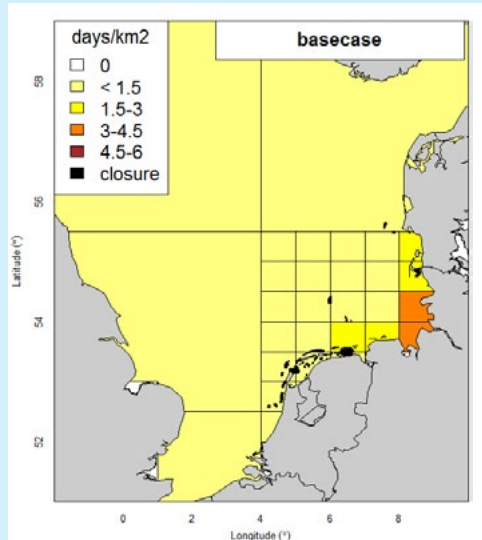 days/km2
0
< 1.5
1.5-3
3-4.5
4.5-6
closure
basecase
58
56
54
52
Latitude (°)
0
2
4
6
8
Longitude (°)